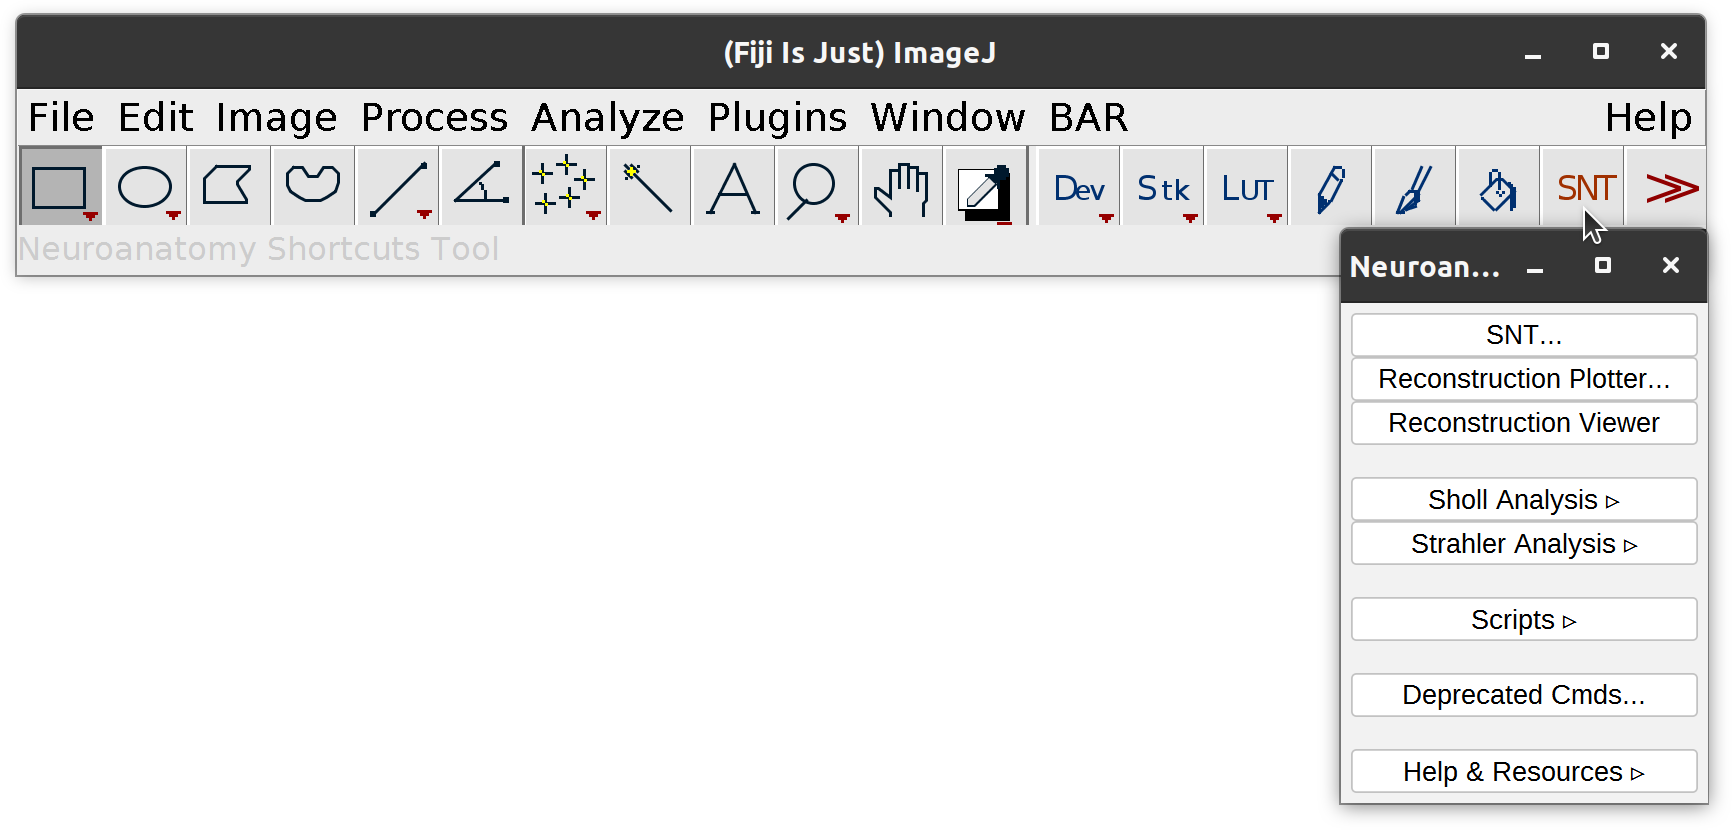 (Fiji Is Just) ImageJ
File Edit Image Process Analyze Plugins Window BAR Help
A Dev Stk LUT SNT >>
Neuroanatomy Shortcuts Tool
Neuroan...
SNT...
Reconstruction Plotter...
Reconstruction Viewer
Sholl Analysis ▹
Strahler Analysis ▹
Scripts ▹
Deprecated Cmds...
Help & Resources ▹